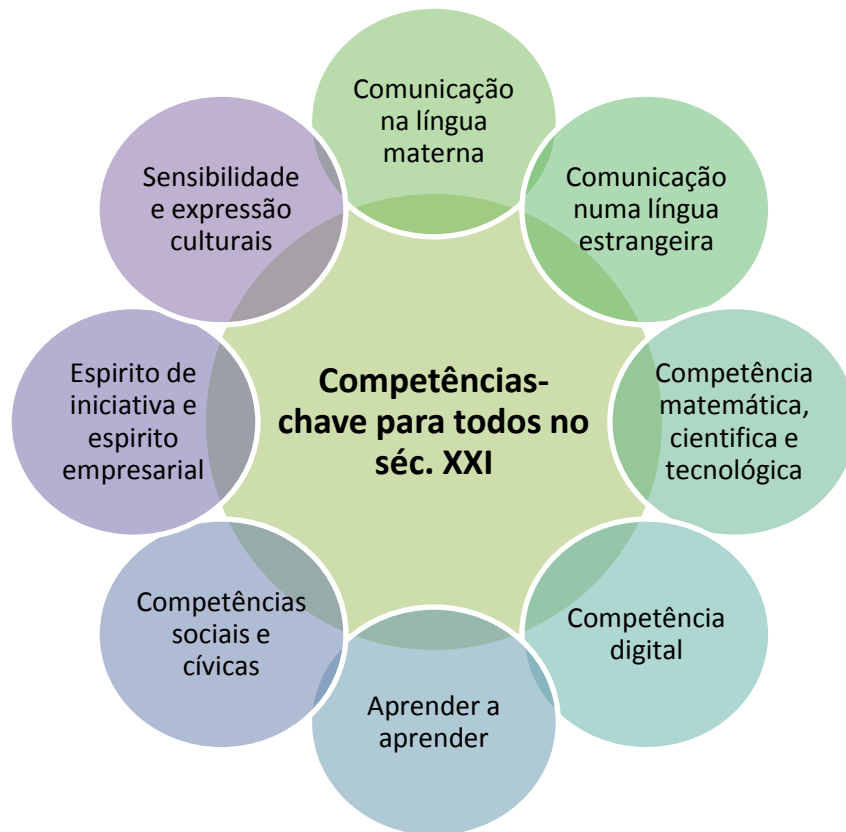 Comunicação
na língua
materna
Comunicação
numa língua
estrangeira
Competência
matemática,
cientifica e
tecnológica
Competência
digital
Aprender a
aprender
Competências
sociais e
cívicas
Espirito de
iniciativa e
espirito
empresarial
Sensibilidade
e expressão
culturais
Competências-
chave para todos no
séc. XXI